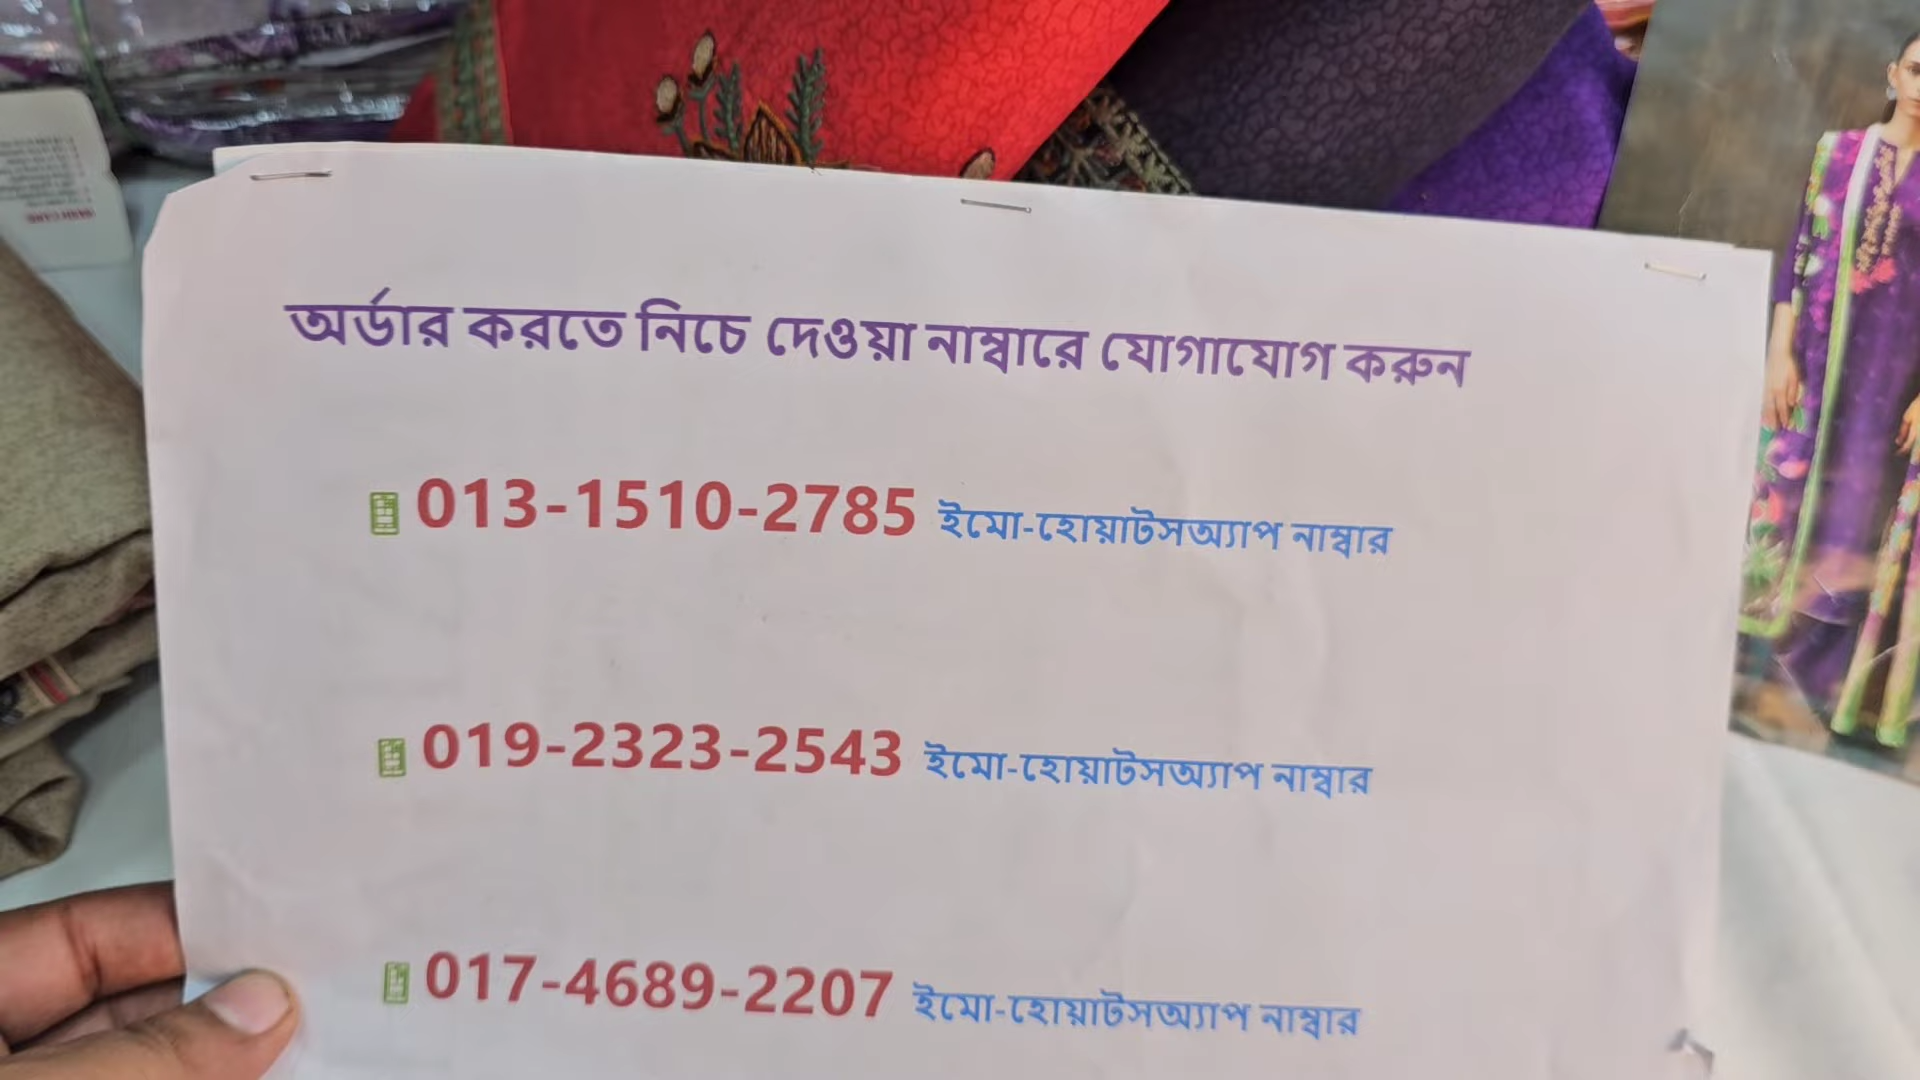 অর্ডার করতে নিচে দেওয়া নাম্বারে যোগাযোগ করুন
013-1510-2785 ইমো-হোয়াটসঅ্যাপ নাম্বার
019-2323-2543 ইমো-হোয়াটসঅ্যাপ নাম্বার
017-4689-2207 ইমো-হোয়াটসঅ্যাপ নাম্বার